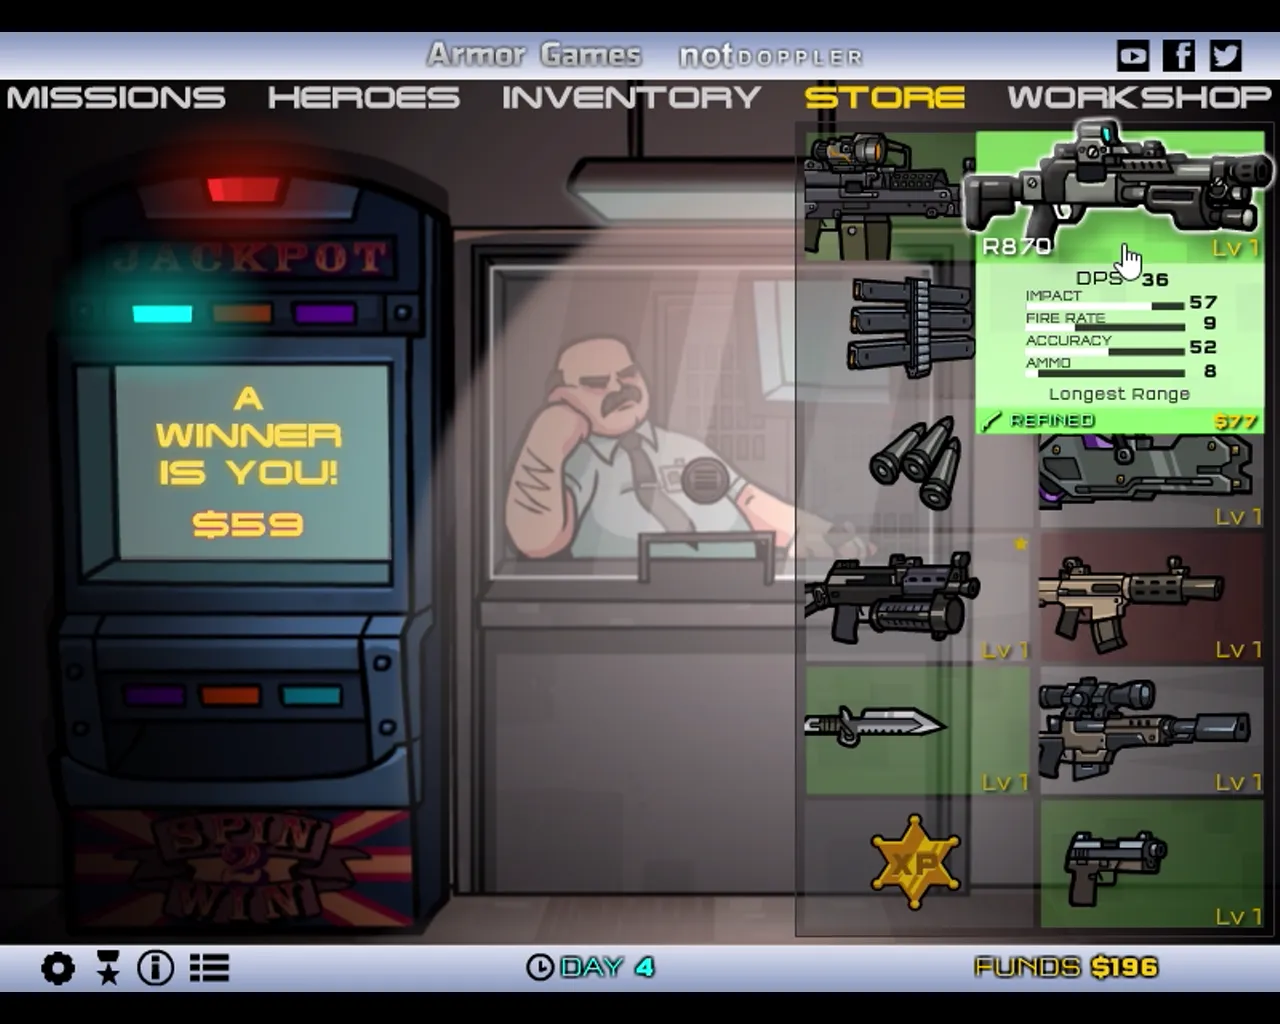 Armor Games notDOPPLER
MISSIONS HEROES INVENTORY STORE WORKSHOP
JACKPOT
A
WINNER
IS YOU!
$59
SPIN
2
WIN!
R870 Lv 1
DPS 36
IMPACT 57
FIRE RATE 9
ACCURACY 52
AMMO 8
Longest Range
REFINED $77
Lv 1
Lv 1
Lv 1
Lv 1
Lv 1
XP
Lv 1
DAY 4
FUNDS $196